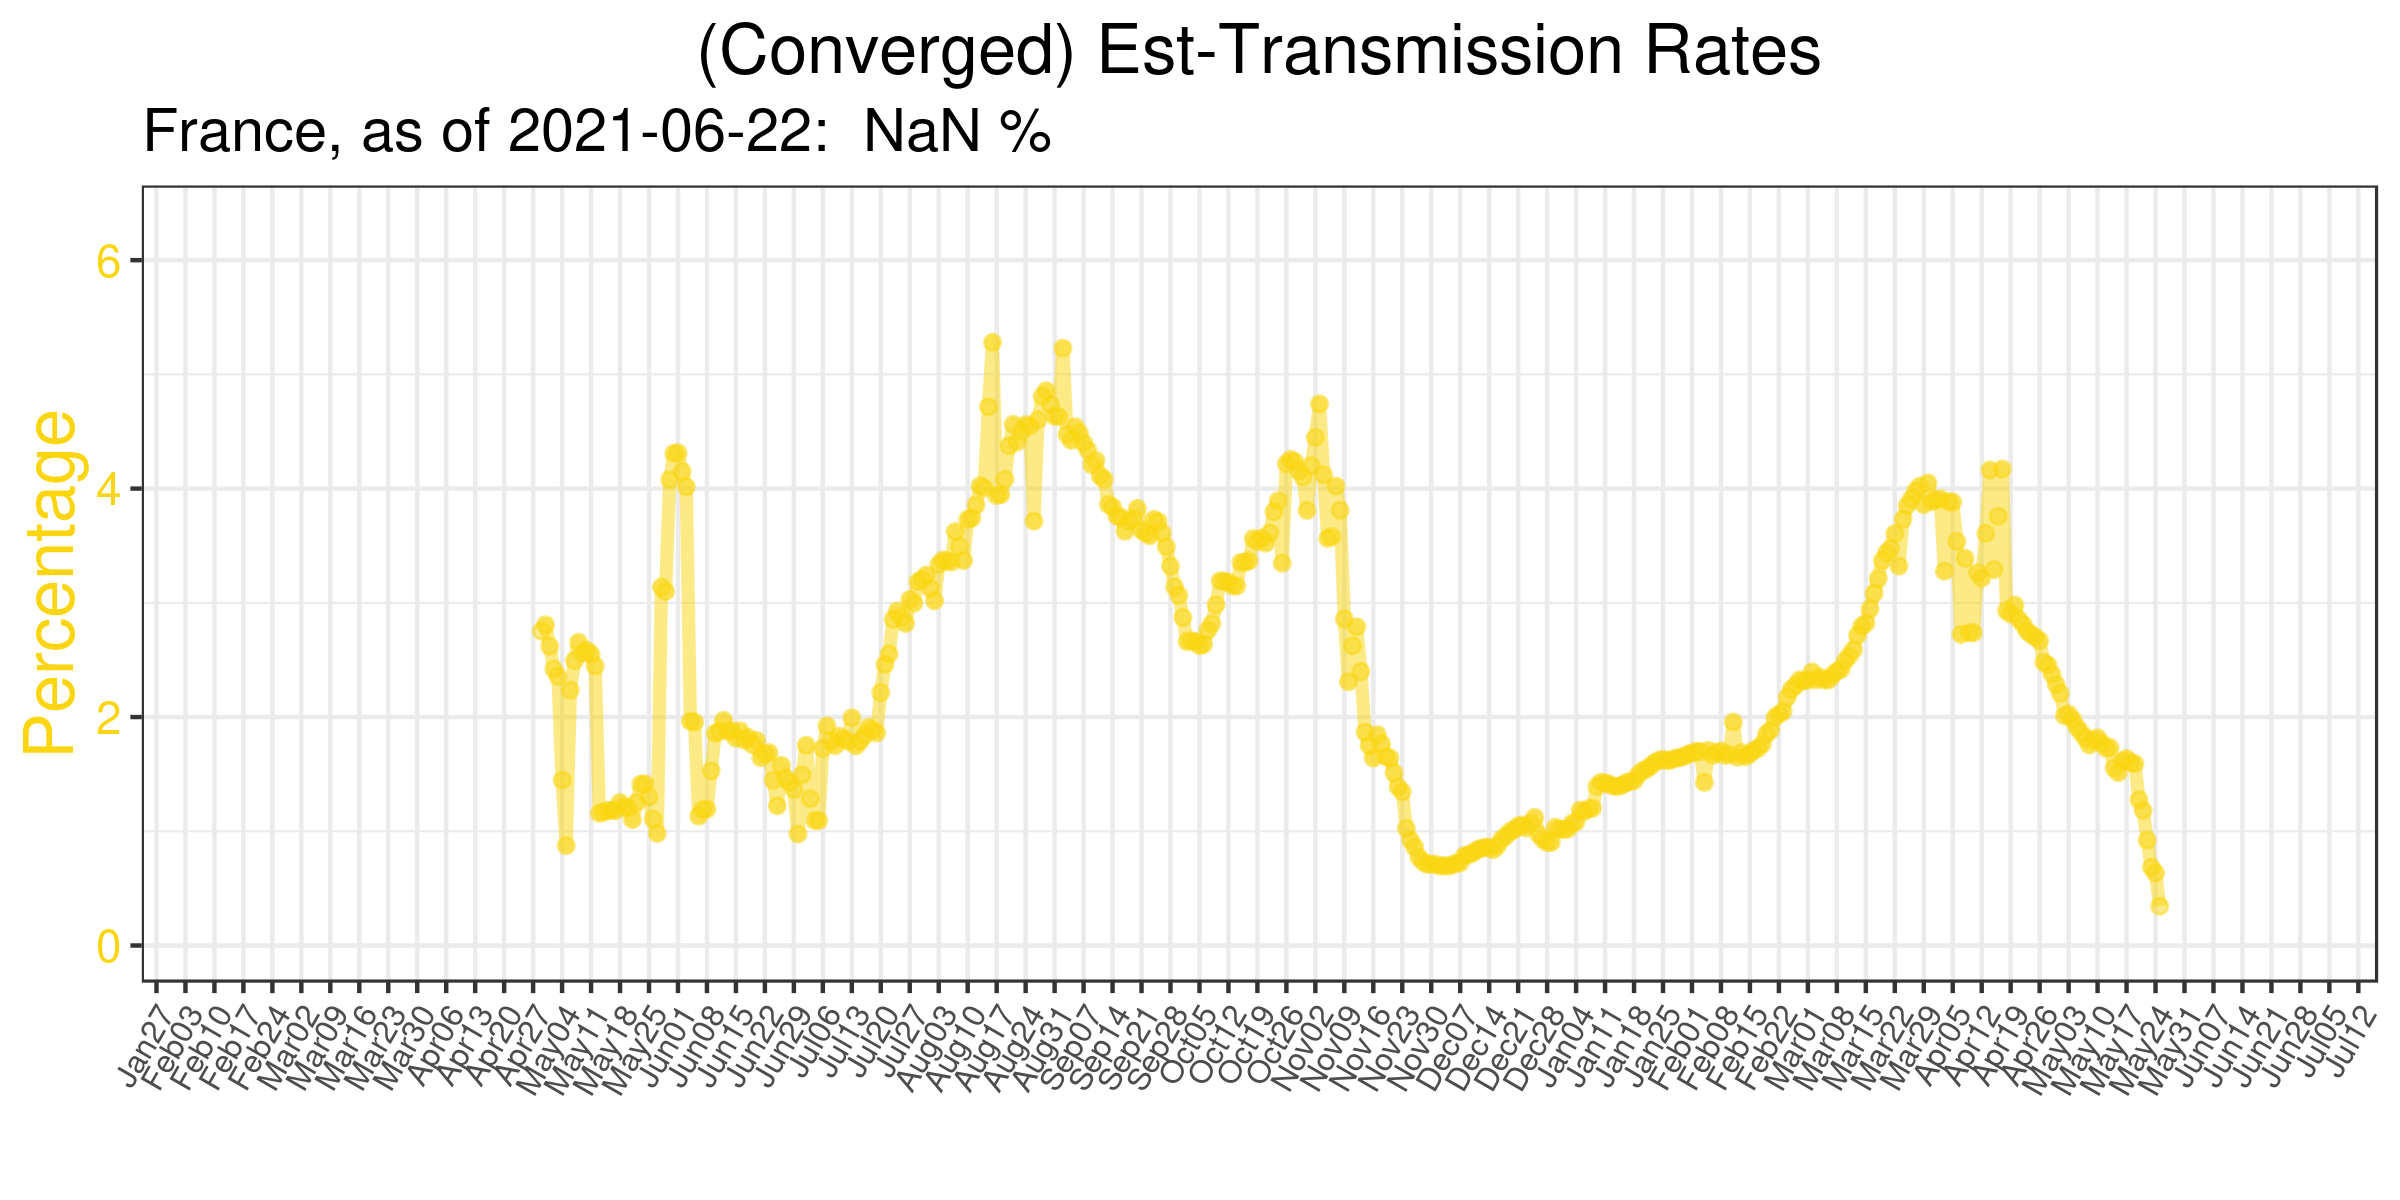 (Converged) Est-Transmission Rates
France, as of 2021-06-22:  NaN %
Percentage
6
4
2
0
Jan27
Feb03
Feb10
Feb17
Feb24
Mar02
Mar09
Mar16
Mar23
Mar30
Apr06
Apr13
Apr20
Apr27
May04
May11
May18
May25
Jun01
Jun08
Jun15
Jun22
Jun29
Jul06
Jul13
Jul20
Jul27
Aug03
Aug10
Aug17
Aug24
Aug31
Sep07
Sep14
Sep21
Sep28
Oct05
Oct12
Oct19
Oct26
Nov02
Nov09
Nov16
Nov23
Nov30
Dec07
Dec14
Dec21
Dec28
Jan04
Jan11
Jan18
Jan25
Feb01
Feb08
Feb15
Feb22
Mar01
Mar08
Mar15
Mar22
Mar29
Apr05
Apr12
Apr19
Apr26
May03
May10
May17
May24
May31
Jun07
Jun14
Jun21
Jun28
Jul05
Jul12